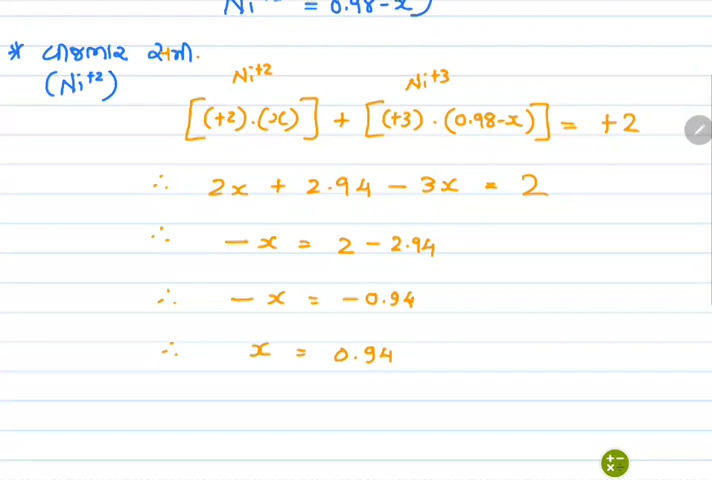 = 0.98-x)
* 
(Ni⁺²)
Ni⁺² Ni⁺³
[(+2).(x)] + [(+3).(0.98-x)] = +2
∴ 2x + 2.94 - 3x = 2
∴ -x = 2 - 2.94
∴ -x = -0.94
∴ x = 0.94